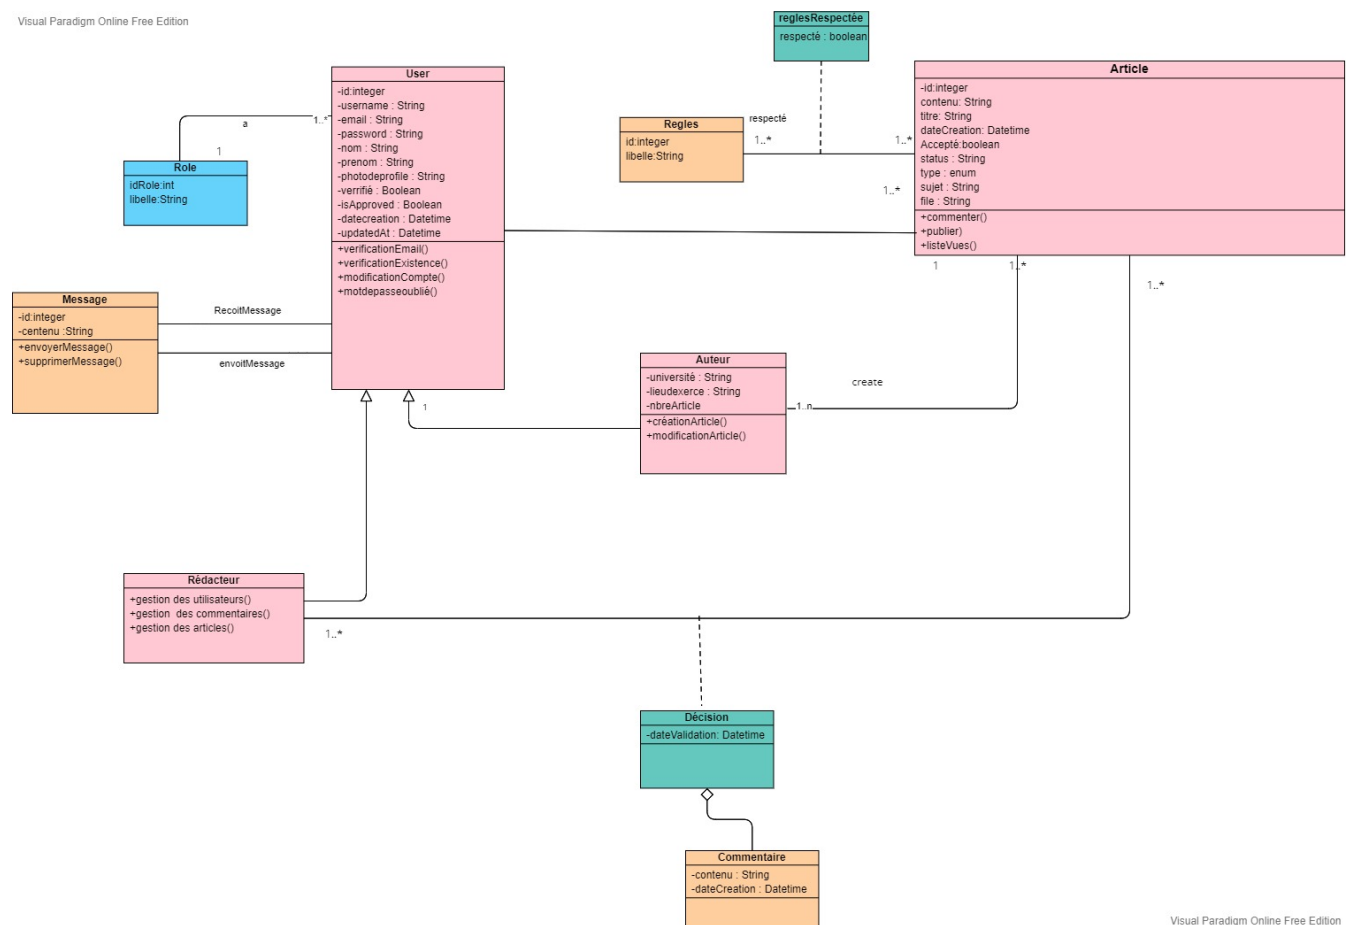 Visual Paradigm Online Free Edition
reglesRespectée
respecté : boolean
User
-id:integer
-username : String
-email : String
-password : String
-nom : String
-prenom : String
-photodeprofile : String
-verrifié : Boolean
-isApproved : Boolean
-datecreation : Datetime
-updatedAt : Datetime
+verificationEmail()
+verificationExistence()
+modificationCompte()
+motdepasseoublié()
Article
-id:integer
contenu: String
titre: String
dateCreation: Datetime
Accepté:boolean
status : String
type : enum
sujet : String
file : String
+commenter()
+publier)
+listeVues()
Regles
id:integer
libelle:String
respecté
1..*
1..*
1..*
a
1..*
1
Role
idRole:int
libelle:String
1
1..*
1..*
Message
-id:integer
-centenu :String
+envoyerMessage()
+supprimerMessage()
RecoitMessage
envoitMessage
Auteur
-université : String
-lieudexerce : String
-nbreArticle
+créationArticle()
+modificationArticle()
create
1..n
1
Rédacteur
+gestion des utilisateurs()
+gestion  des commentaires()
+gestion des articles()
1..*
Décision
-dateValidation: Datetime
Commentaire
-contenu : String
-dateCreation : Datetime
Visual Paradigm Online Free Edition